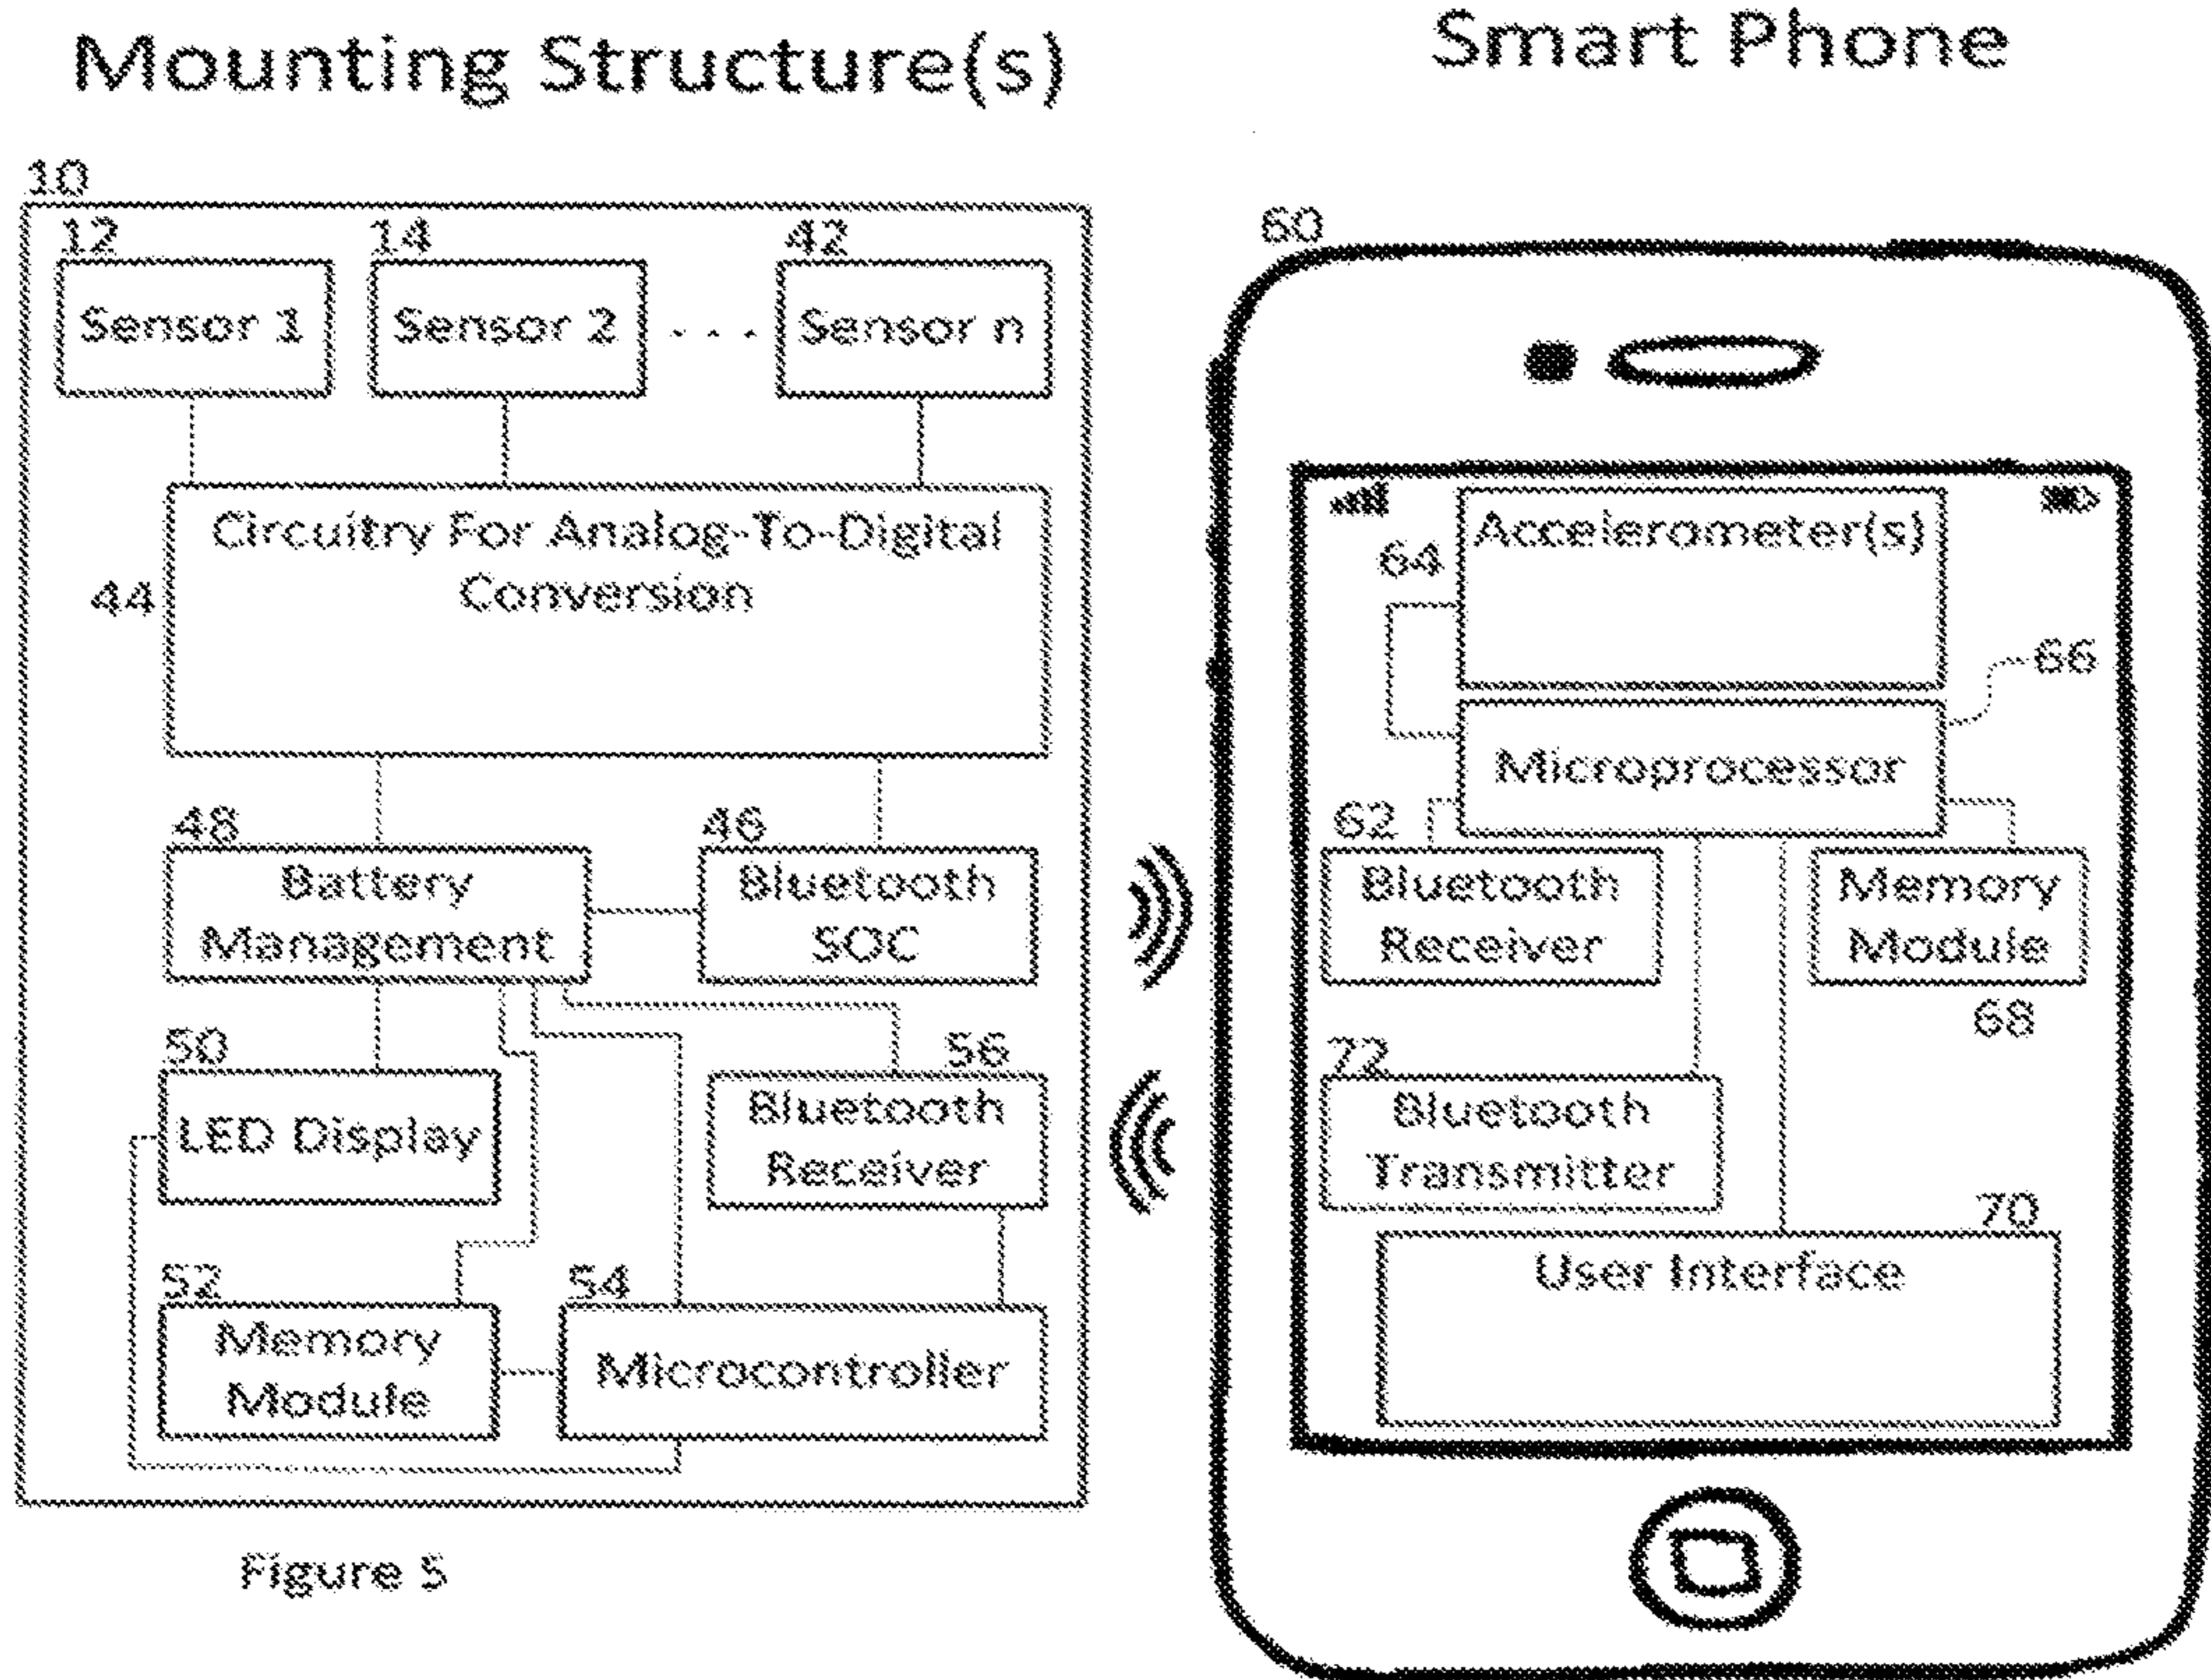 Mounting Structure(s)
Smart Phone
10
12
14
42
Sensor 1
Sensor 2
. . .
Sensor n
44
Circuitry For Analog-To-Digital
Conversion
48
46
Battery
Management
Bluetooth
SOC
50
56
LED Display
Bluetooth
Receiver
52
54
Memory
Module
Microcontroller
Figure 5
60
64
Accelerometer(s)
66
Microprocessor
62
Bluetooth
Receiver
Memory
Module
68
72
Bluetooth
Transmitter
70
User Interface